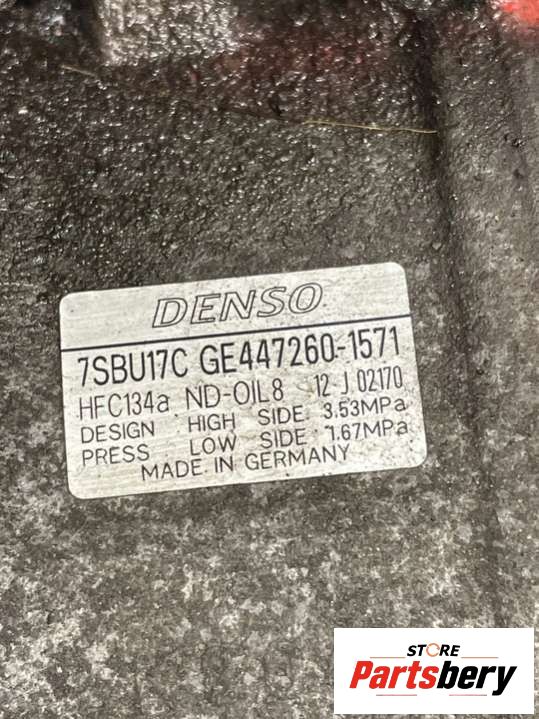 DENSO
7SBU17C GE447260-1571
HFC134a ND-OIL8 12 J 02170
DESIGN HIGH SIDE 3.53MPa
PRESS LOW SIDE 1.67MPa
MADE IN GERMANY
STORE
Partsbery